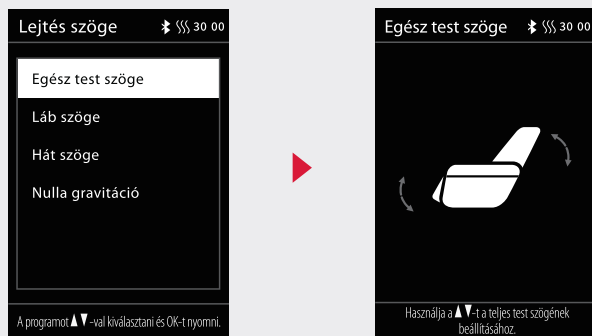 Lejtés szöge 30 00
Egész test szöge
Láb szöge
Hát szöge
Nulla gravitáció
A programot ▲▼-val kiválasztani és OK-t nyomni.
Egész test szöge 30 00
Használja a ▲▼-t a teljes test szögének
beállításához.